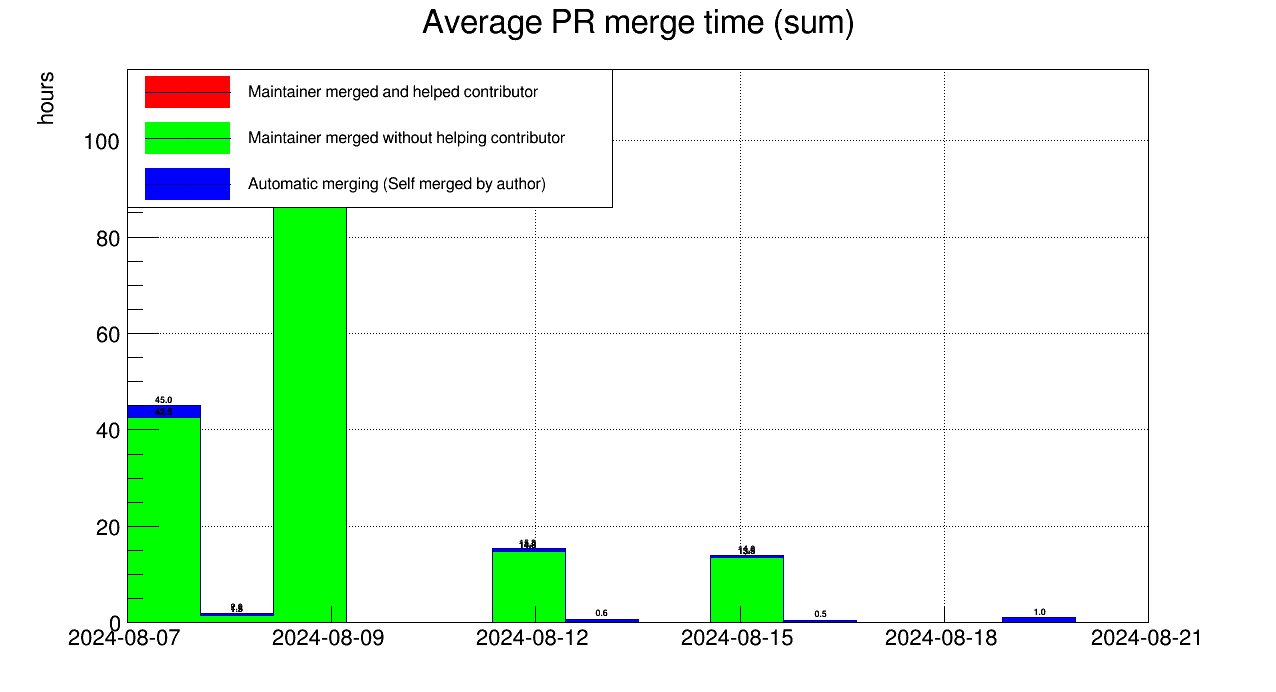 Average PR merge time (sum)
hours
Maintainer merged and helped contributor
Maintainer merged without helping contributor
Automatic merging (Self merged by author)
100
80
60
40
20
0
45.0
42.5
0.6
0.5
1.0
2024-08-07 2024-08-09 2024-08-12 2024-08-15 2024-08-18 2024-08-21